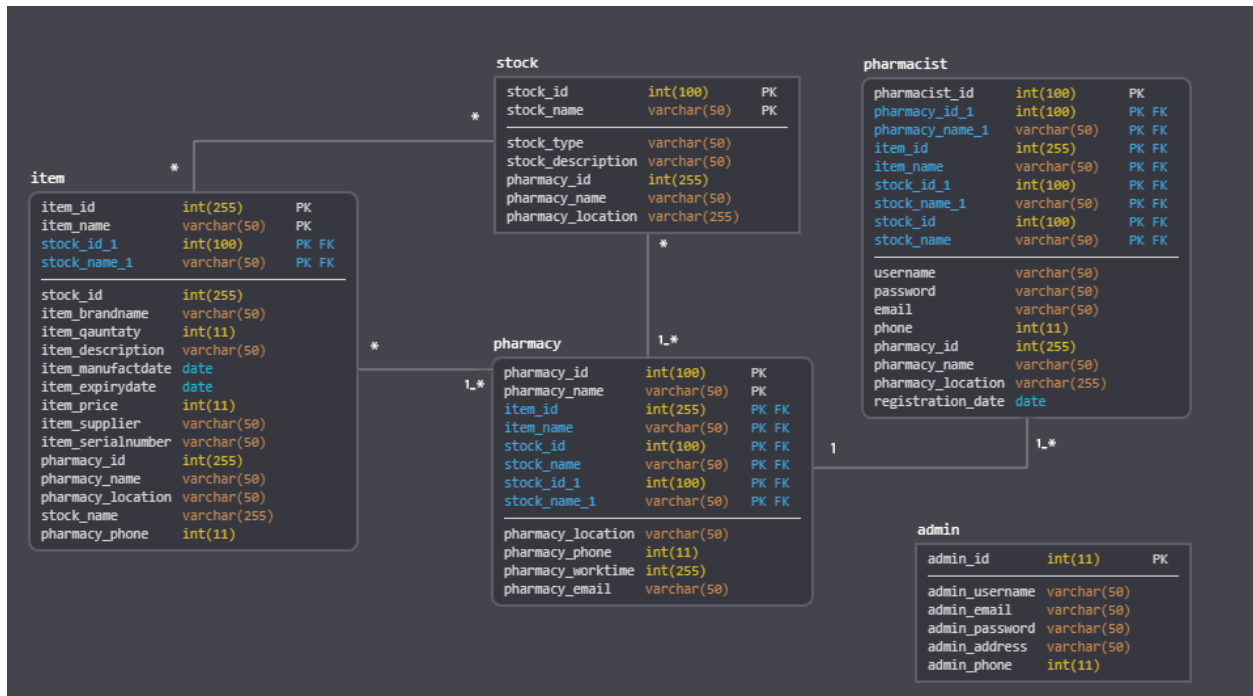 stock
stock_id int(100) PK
stock_name varchar(50) PK
stock_type varchar(50)
stock_description varchar(50)
pharmacy_id int(255)
pharmacy_name varchar(50)
pharmacy_location varchar(255)
*
*
*
item
item_id int(255) PK
item_name varchar(50) PK
stock_id_1 int(100) PK FK
stock_name_1 varchar(50) PK FK
stock_id int(255)
item_brandname varchar(50)
item_qauntaty int(11)
item_description varchar(50)
item_manufactdate date
item_expirydate date
item_price int(11)
item_supplier varchar(50)
item_serialnumber varchar(50)
pharmacy_id int(255)
pharmacy_name varchar(50)
pharmacy_location varchar(50)
stock_name varchar(255)
pharmacy_phone int(11)
*
1_*
1_*
pharmacy
pharmacy_id int(100) PK
pharmacy_name varchar(50) PK
item_id int(255) PK FK
item_name varchar(50) PK FK
stock_id int(100) PK FK
stock_name varchar(50) PK FK
stock_id_1 int(100) PK FK
stock_name_1 varchar(50) PK FK
pharmacy_location varchar(50)
pharmacy_phone int(11)
pharmacy_worktime int(255)
pharmacy_email varchar(50)
1
1_*
pharmacist
pharmacist_id int(100) PK
pharmacy_id_1 int(100) PK FK
pharmacy_name_1 varchar(50) PK FK
item_id int(255) PK FK
item_name varchar(50) PK FK
stock_id_1 int(100) PK FK
stock_name_1 varchar(50) PK FK
stock_id int(100) PK FK
stock_name varchar(50) PK FK
username varchar(50)
password varchar(50)
email varchar(50)
phone int(11)
pharmacy_id int(255)
pharmacy_name varchar(50)
pharmacy_location varchar(255)
registration_date date
admin
admin_id int(11) PK
admin_username varchar(50)
admin_email varchar(50)
admin_password varchar(50)
admin_address varchar(50)
admin_phone int(11)